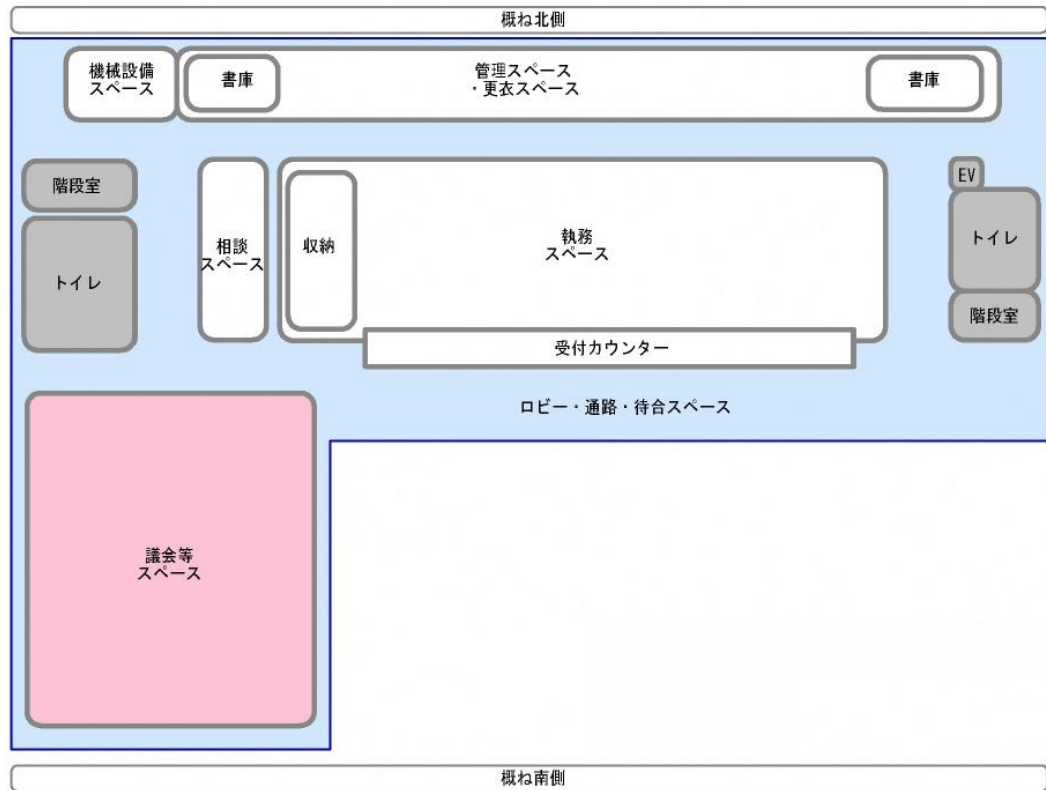 概ね北側
機械設備
スペース
書庫
管理スペース
・更衣スペース
書庫
階段室
トイレ
相談
スペース
収納
執務
スペース
EV
トイレ
階段室
受付カウンター
ロビー・通路・待合スペース
議会等
スペース
概ね南側